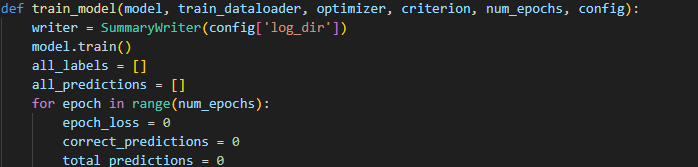 def train_model(model, train_dataloader, optimizer, criterion, num_epochs, config):
    writer = SummaryWriter(config['log_dir'])
    model.train()
    all_labels = []
    all_predictions = []
    for epoch in range(num_epochs):
        epoch_loss = 0
        correct_predictions = 0
        total_predictions = 0